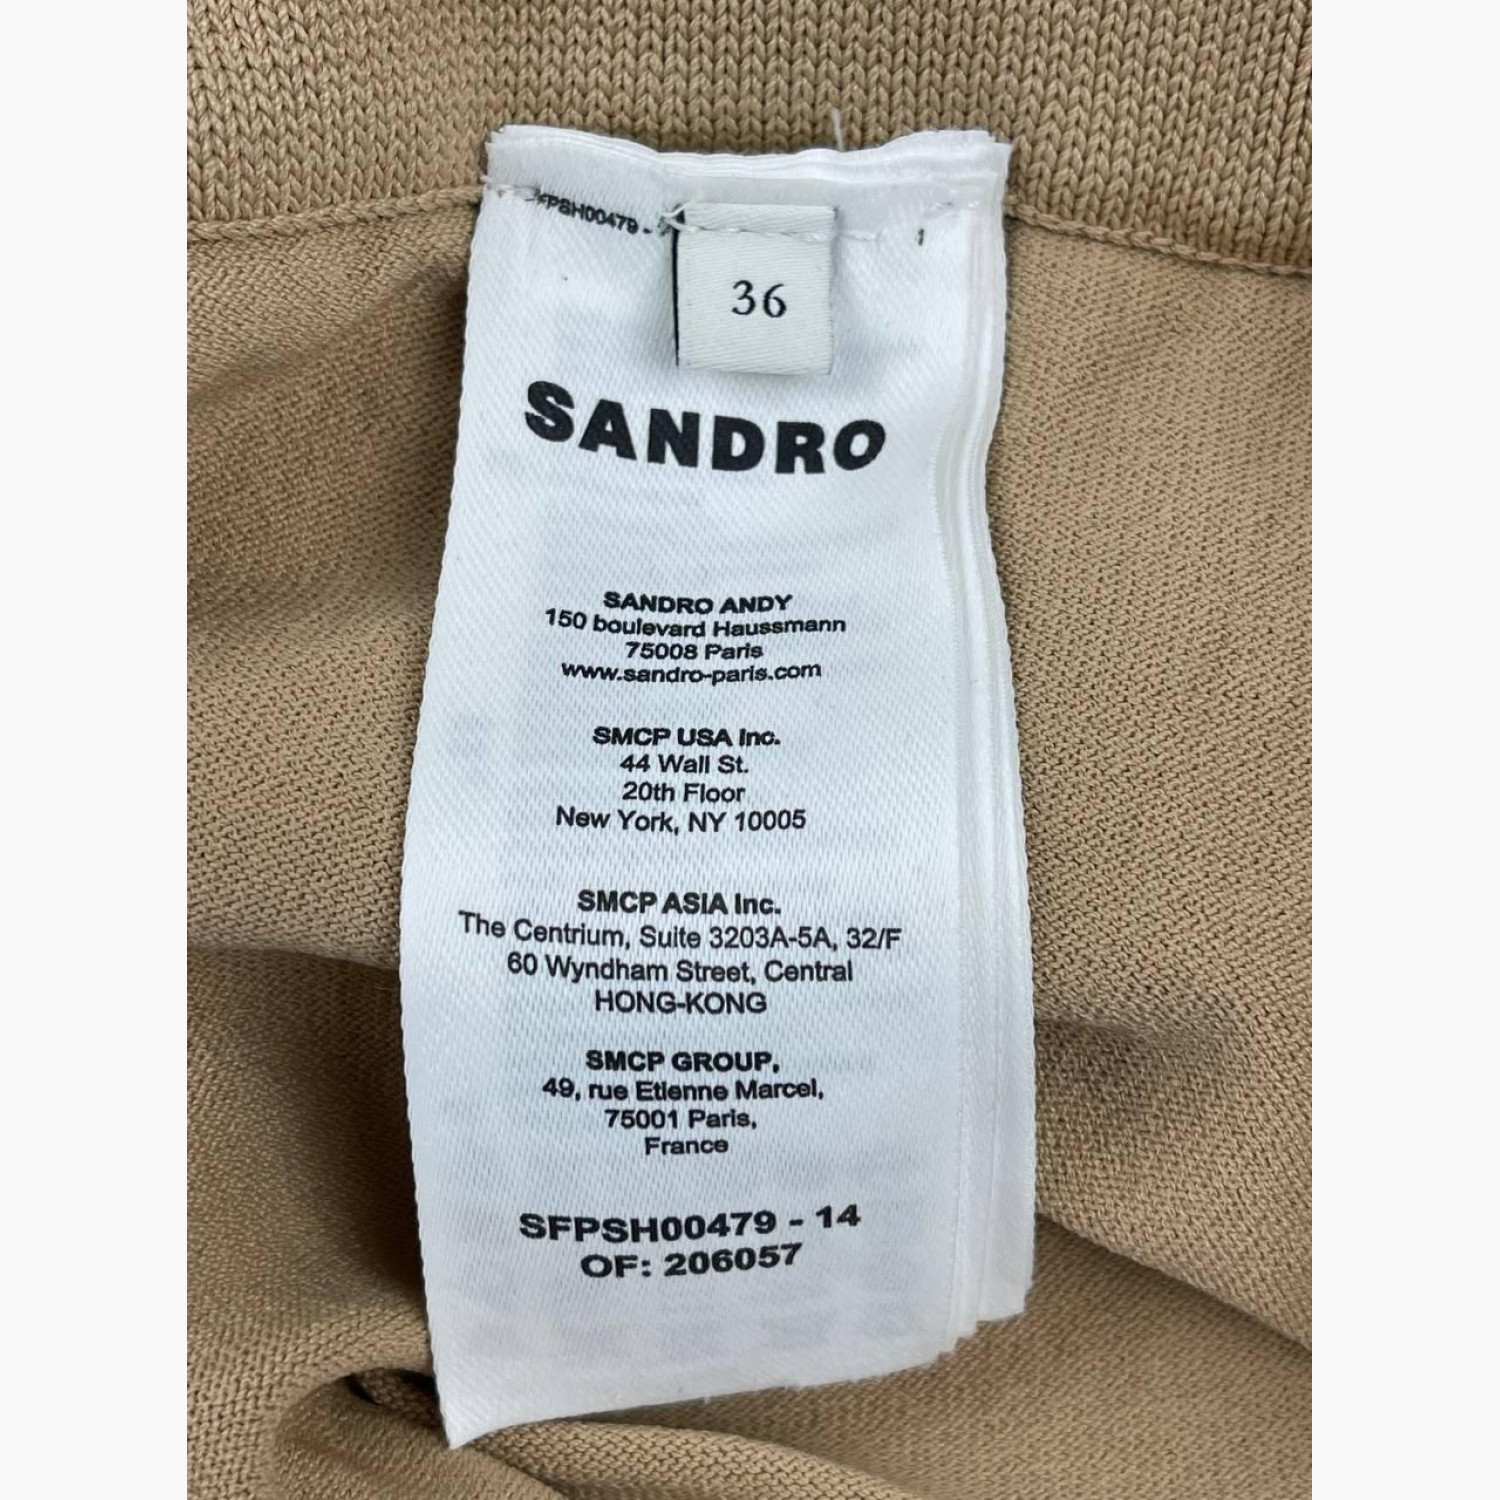 FPSH00479 -
36
SANDRO
SANDRO ANDY
150 boulevard Haussmann
75008 Paris
www.sandro-paris.com
SMCP USA Inc.
44 Wall St.
20th Floor
New York, NY 10005
SMCP ASIA Inc.
The Centrium, Suite 3203A-5A, 32/F
60 Wyndham Street, Central
HONG-KONG
SMCP GROUP,
49, rue Etienne Marcel,
75001 Paris,
France
SFPSH00479 - 14
OF: 206057